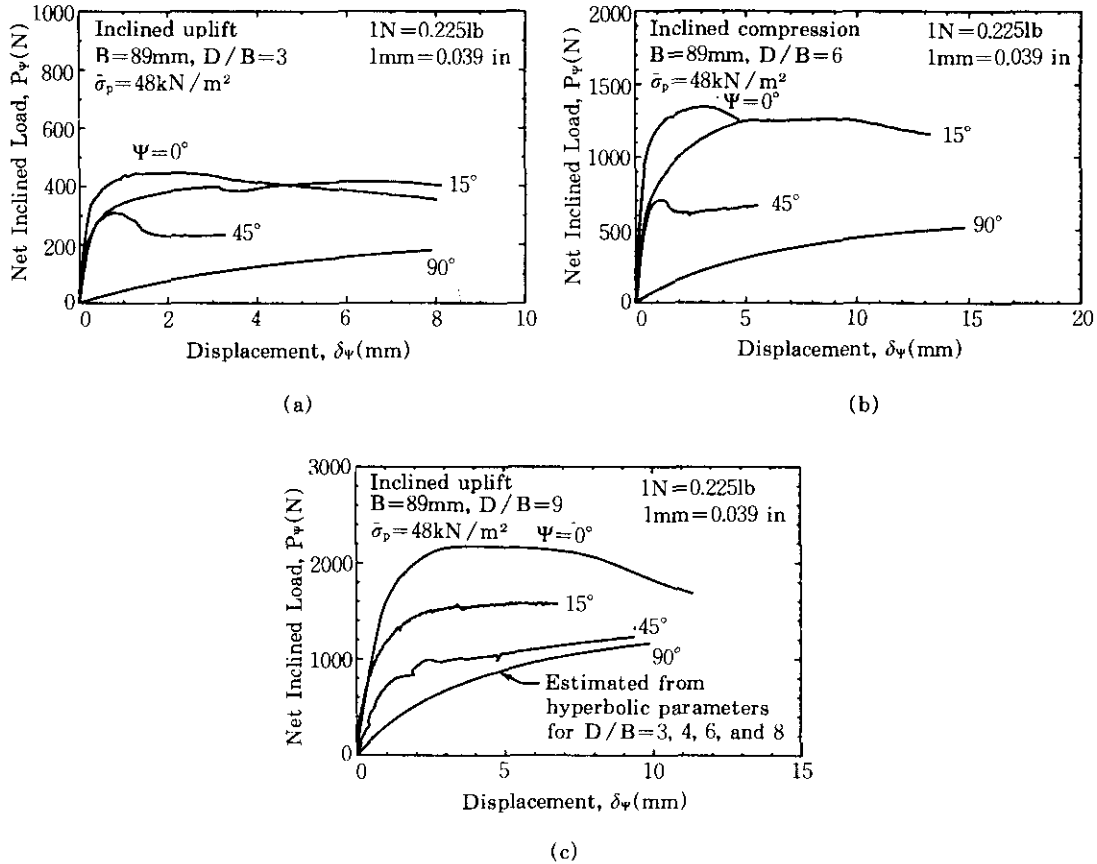 Net Inclined Load, Pψ(N)
1000
800
600
400
200
0
Inclined uplift
B=89mm, D/B=3
σ̄p=48kN/m²
1N=0.225lb
1mm=0.039 in
Ψ=0°
15°
45°
90°
0 2 4 6 8 10
Displacement, δψ(mm)
(a)
Net Inclined Load, Pψ(N)
2000
1500
1000
500
0
Inclined compression
B=89mm, D/B=6
σ̄p=48kN/m²
1N=0.225lb
1mm=0.039 in
Ψ=0°
15°
45°
90°
0 5 10 15 20
Displacement, δψ(mm)
(b)
Net Inclined Load, Pψ(N)
3000
2000
1000
0
Inclined uplift
B=89mm, D/B=9
σ̄p=48kN/m²
1N=0.225lb
1mm=0.039 in
Ψ=0°
15°
45°
90°
Estimated from
hyperbolic parameters
for D/B=3, 4, 6, and 8
0 5 10 15
Displacement, δψ(mm)
(c)